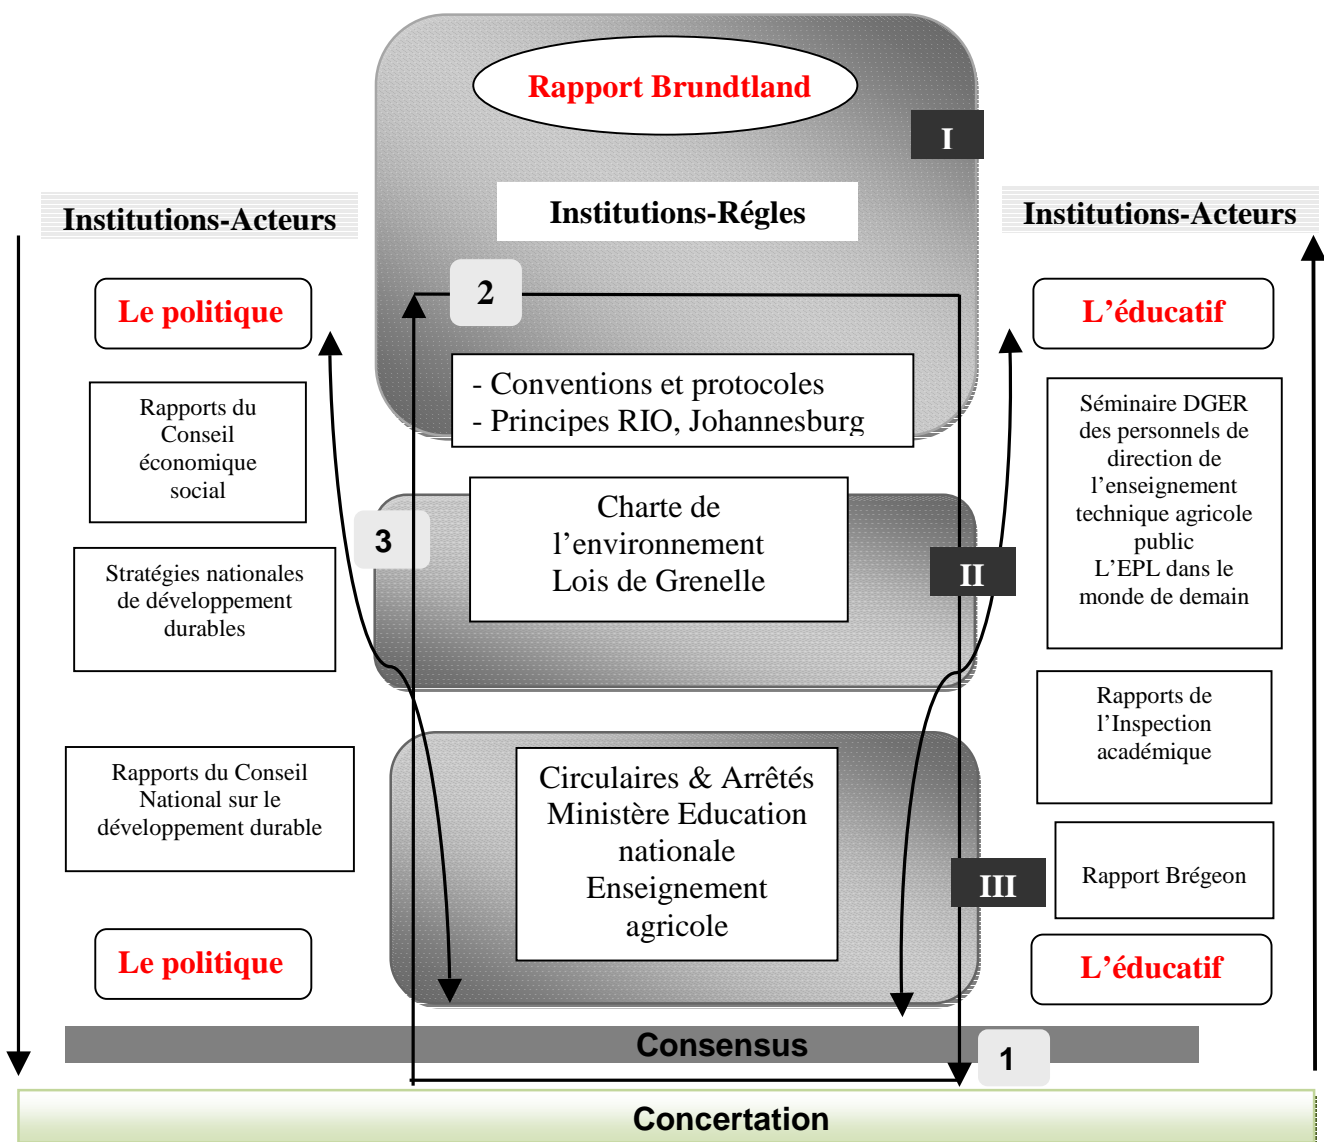 Rapport Brundtland
I
Institutions-Acteurs
Institutions-Régles
Institutions-Acteurs
2
Le politique
L’éducatif
- Conventions et protocoles
- Principes RIO, Johannesburg
Rapports du
Conseil
économique
social
Séminaire DGER
des personnels de
direction de
l’enseignement
technique agricole
public
L’EPL dans le
monde de demain
3
Charte de
l’environnement
Lois de Grenelle
II
Stratégies nationales
de développement
durables
Rapports de
l’Inspection
académique
Rapports du Conseil
National sur le
développement durable
Circulaires & Arrêtés
Ministère Education
nationale
Enseignement
agricole
III
Rapport Brégeon
Le politique
L’éducatif
Consensus
1
Concertation